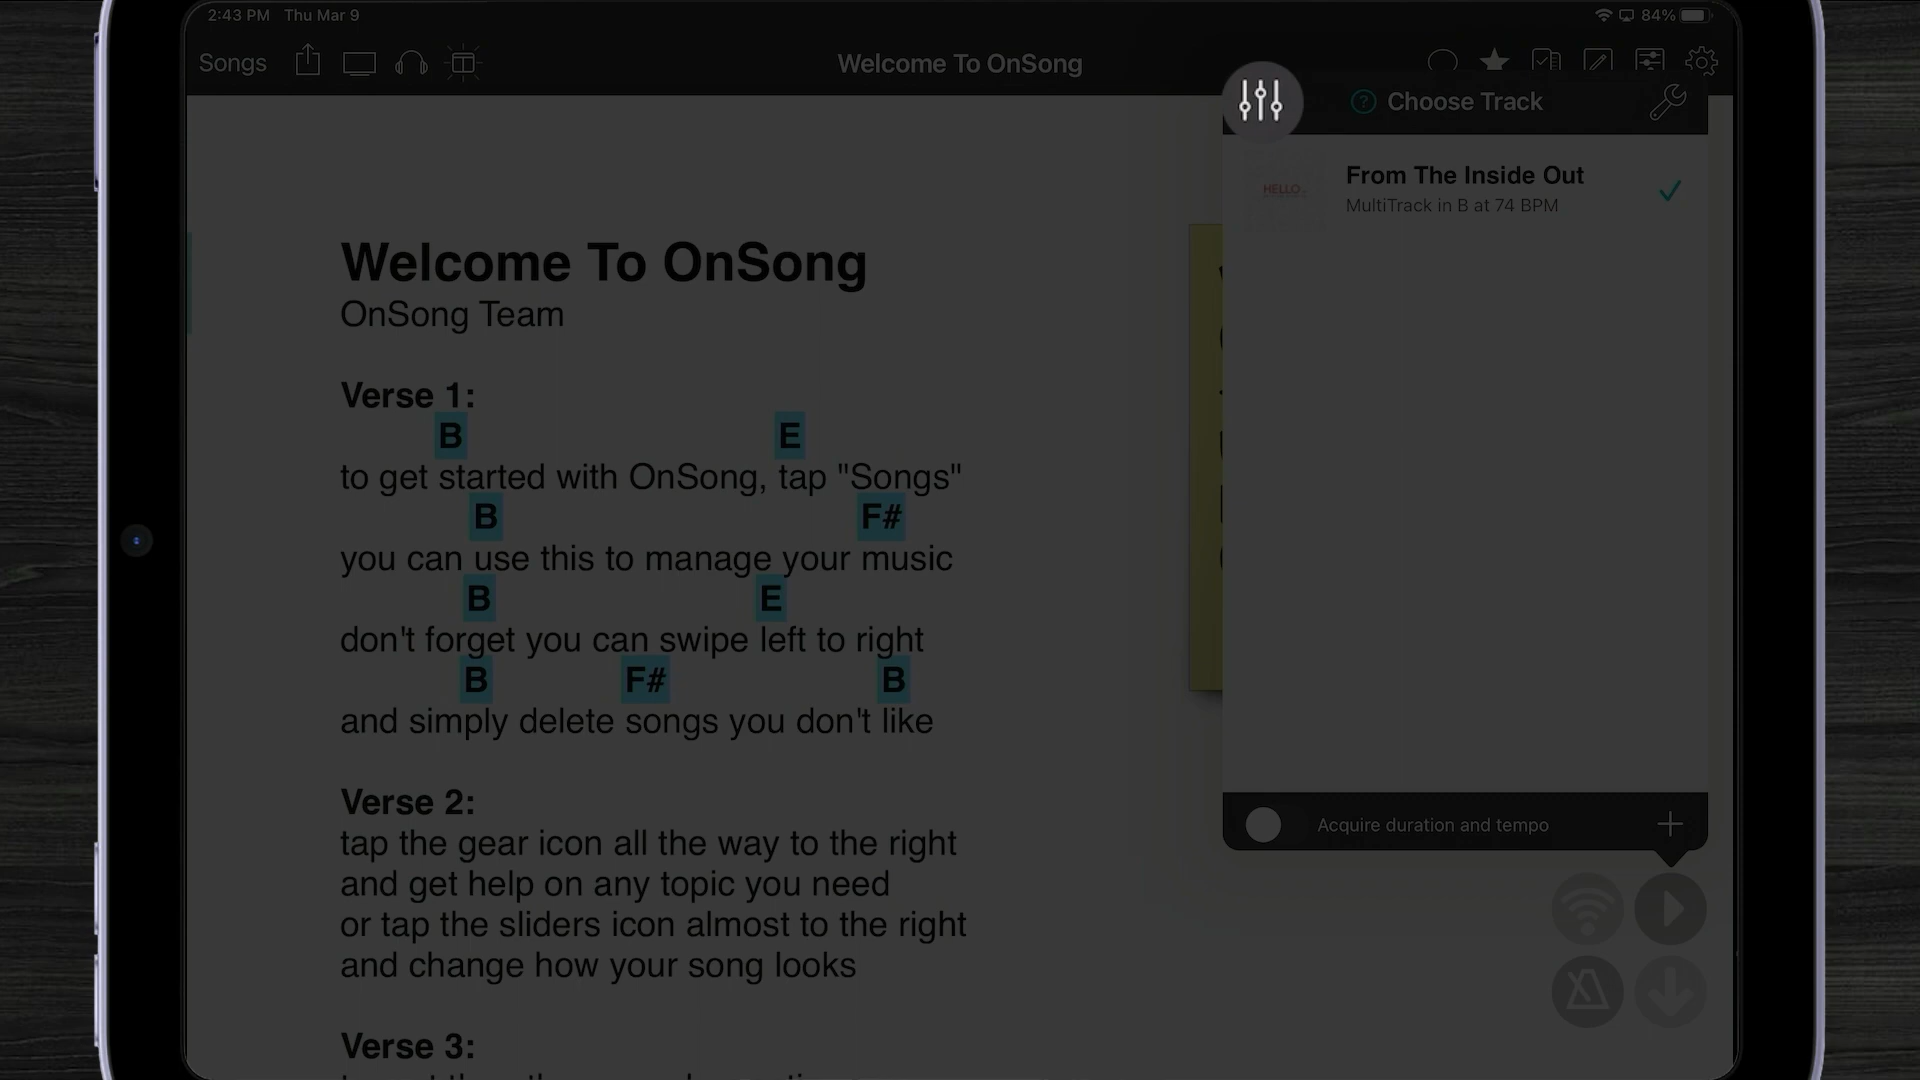 2:43 PM Thu Mar 9
84%
Songs
Welcome To OnSong
? Choose Track
From The Inside Out
MultiTrack in B at 74 BPM
HELLO
Welcome To OnSong
OnSong Team
Verse 1:
B E
to get started with OnSong, tap "Songs"
B F#
you can use this to manage your music
B E
don't forget you can swipe left to right
B F# B
and simply delete songs you don't like
Verse 2:
tap the gear icon all the way to the right
and get help on any topic you need
or tap the sliders icon almost to the right
and change how your song looks
Verse 3:
Acquire duration and tempo